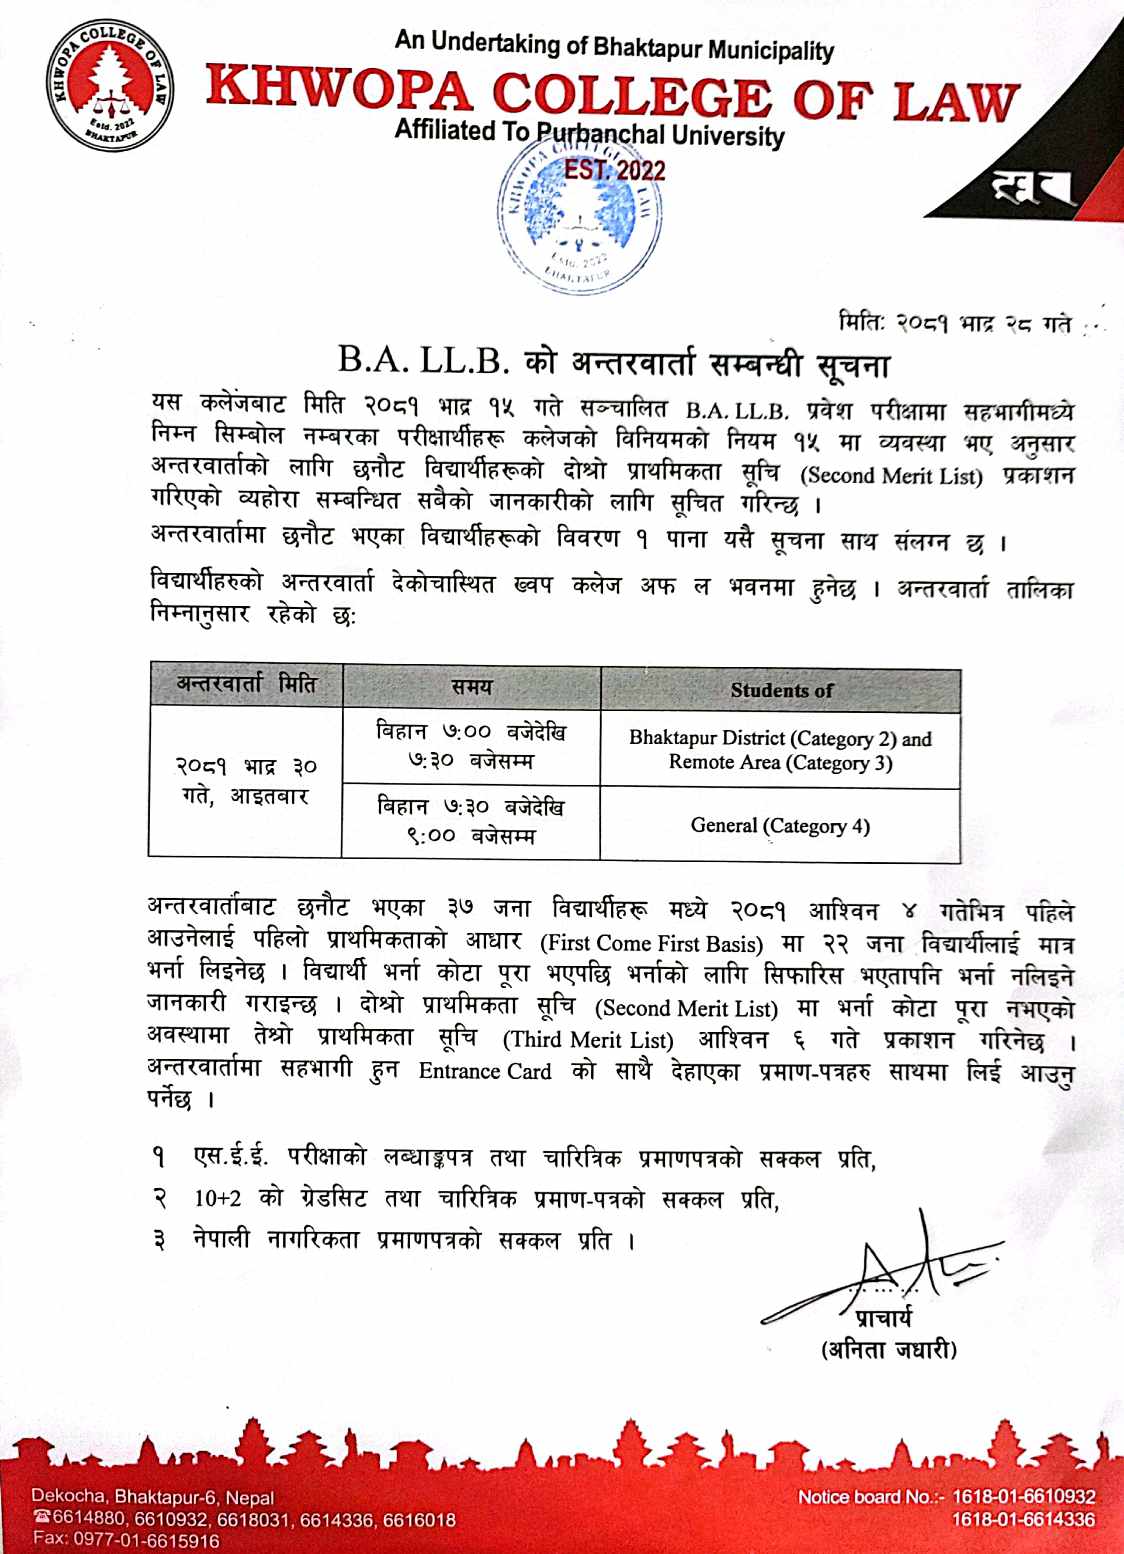 KHWOPA COLLEGE OF LAW
Estd. 2022
BHAKTAPUR
An Undertaking of Bhaktapur Municipality
KHWOPA COLLEGE OF LAW
Affiliated To Purbanchal University
EST. 2022
KHWOPA COLLEGE OF LAW
Estd. 2022
BHAKTAPUR
मिति: २०८१ भाद्र २८ गते
B.A. LL.B. को अन्तरवार्ता सम्बन्धी सूचना
यस कलेजबाट मिति २०८१ भाद्र १५ गते सञ्चालित B.A. LL.B. प्रवेश परीक्षामा सहभागीमध्ये
निम्न सिम्बोल नम्बरका परीक्षार्थीहरू कलेजको विनियमको नियम १५ मा व्यवस्था भए अनुसार
अन्तरवार्ताको लागि छनौट विद्यार्थीहरूको दोश्रो प्राथमिकता सूचि (Second Merit List) प्रकाशन
गरिएको व्यहोरा सम्बन्धित सबैको जानकारीको लागि सूचित गरिन्छ ।
अन्तरवार्तामा छनौट भएका विद्यार्थीहरूको विवरण १ पाना यसै सूचना साथ संलग्न छ ।
विद्यार्थीहरुको अन्तरवार्ता देकोचास्थित ख्वप कलेज अफ ल भवनमा हुनेछ । अन्तरवार्ता तालिका
निम्नानुसार रहेको छ:
अन्तरवार्ता मिति समय Students of
२०८१ भाद्र ३०
गते, आइतबार
विहान ७:०० बजेदेखि
७:३० बजेसम्म
Bhaktapur District (Category 2) and
Remote Area (Category 3)
बिहान ७:३० बजेदेखि
९:०० बजेसम्म
General (Category 4)
अन्तरवार्ताबाट छनौट भएका ३७ जना विद्यार्थीहरू मध्ये २०८१ आश्विन ४ गतेभित्र पहिले
आउनेलाई पहिलो प्राथमिकताको आधार (First Come First Basis) मा २२ जना विद्यार्थीलाई मात्र
भर्ना लिइनेछ । विद्यार्थी भर्ना कोटा पूरा भएपछि भर्नाको लागि सिफारिस भएतापनि भर्ना नलिइने
जानकारी गराइन्छ । दोश्रो प्राथमिकता सूचि (Second Merit List) मा भर्ना कोटा पूरा नभएको
अवस्थामा तेश्रो प्राथमिकता सूचि (Third Merit List) आश्विन ६ गते प्रकाशन गरिनेछ ।
अन्तरवार्तामा सहभागी हुन Entrance Card को साथै देहाएका प्रमाण-पत्रहरु साथमा लिई आउनु
पर्नेछ ।
१ एस.ई.ई. परीक्षाको लब्धाङ्कपत्र तथा चारित्रिक प्रमाणपत्रको सक्कल प्रति,
२ 10+2 को ग्रेडसिट तथा चारित्रिक प्रमाण-पत्रको सक्कल प्रति,
३ नेपाली नागरिकता प्रमाणपत्रको सक्कल प्रति ।
प्राचार्य
(अनिता जधारी)
Dekocha, Bhaktapur-6, Nepal
☎6614880, 6610932, 6618031, 6614336, 6616018
Fax: 0977-01-6615916
Notice board No.:- 1618-01-6610932
1618-01-6614336